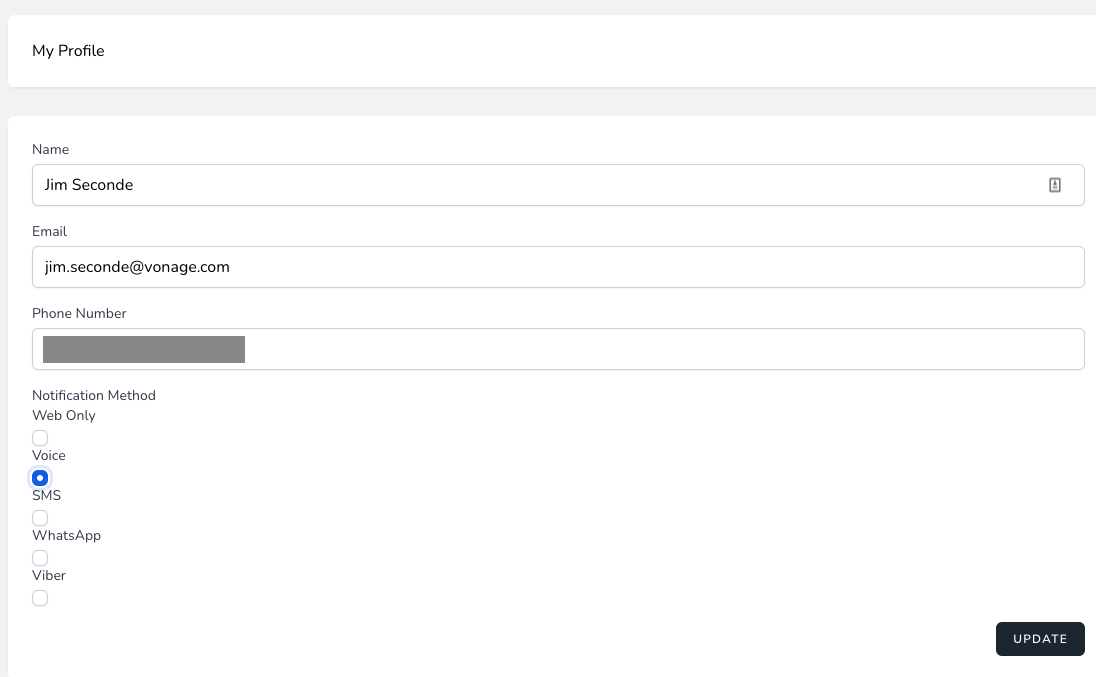 My Profile
Name
Jim Seconde
Email
jim.seconde@vonage.com
Phone Number
Notification Method
Web Only
Voice
SMS
WhatsApp
Viber
UPDATE